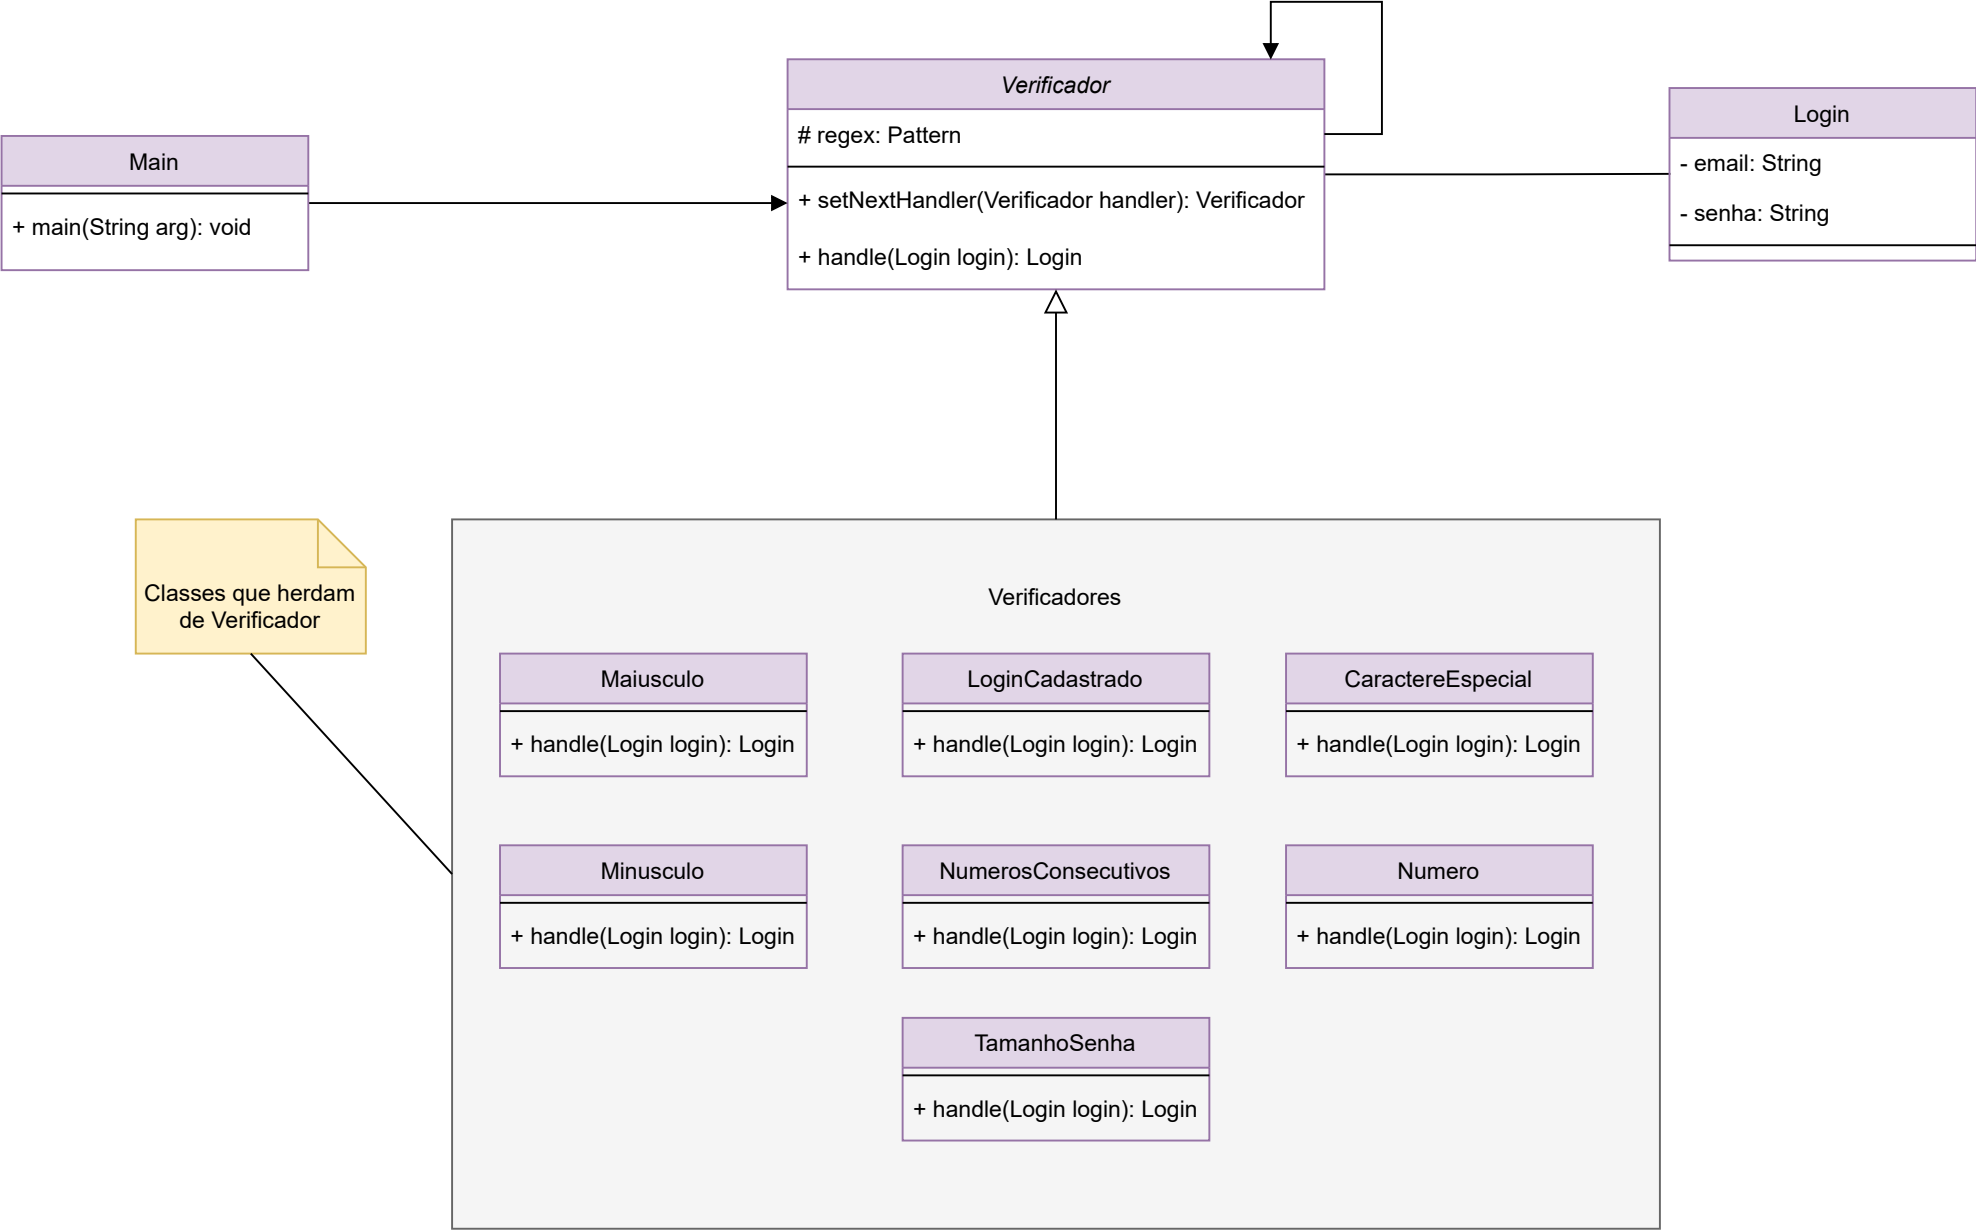 Verificador
# regex: Pattern
+ setNextHandler(Verificador handler): Verificador
+ handle(Login login): Login
Main
+ main(String arg): void
Login
- email: String
- senha: String
Classes que herdam
de Verificador
Verificadores
Maiusculo
+ handle(Login login): Login
LoginCadastrado
+ handle(Login login): Login
CaractereEspecial
+ handle(Login login): Login
Minusculo
+ handle(Login login): Login
NumerosConsecutivos
+ handle(Login login): Login
Numero
+ handle(Login login): Login
TamanhoSenha
+ handle(Login login): Login